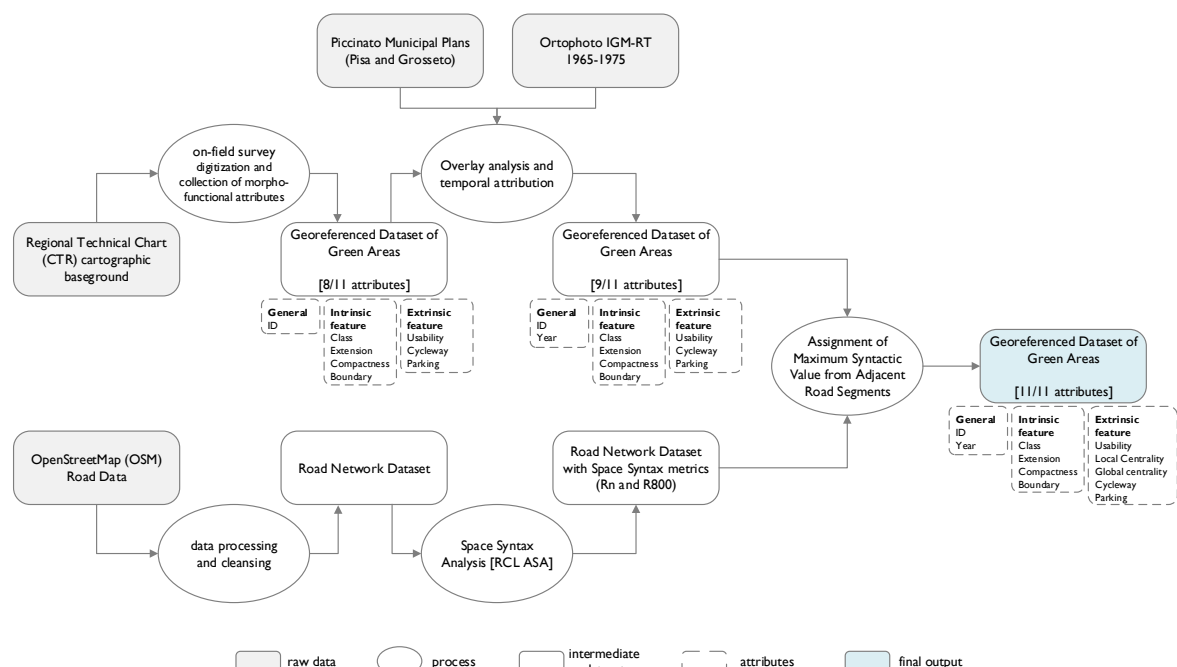 Piccinato Municipal Plans
(Pisa and Grosseto)
Ortophoto IGM-RT
1965-1975
on-field survey
digitization and
collection of morpho-
functional attributes
Overlay analysis and
temporal attribution
Regional Technical Chart
(CTR) cartographic
baseground
Georeferenced Dataset of
Green Areas
[8/11 attributes]
General
ID
Intrinsic
feature
Class
Extension
Compactness
Boundary
Extrinsic
feature
Usability
Cycleway
Parking
Georeferenced Dataset of
Green Areas
[9/11 attributes]
General
ID
Year
Intrinsic
feature
Class
Extension
Compactness
Boundary
Extrinsic
feature
Usability
Cycleway
Parking
Assignment of
Maximum Syntactic
Value from Adjacent
Road Segments
Georeferenced Dataset of
Green Areas
[11/11 attributes]
General
ID
Year
Intrinsic
feature
Class
Extension
Compactness
Boundary
Extrinsic
feature
Usability
Local Centrality
Global centrality
Cycleway
Parking
OpenStreetMap (OSM)
Road Data
Road Network Dataset
Road Network Dataset
with Space Syntax metrics
(Rn and R800)
data processing
and cleansing
Space Syntax
Analysis [RCL ASA]
raw data
process
intermediate
attributes
final output